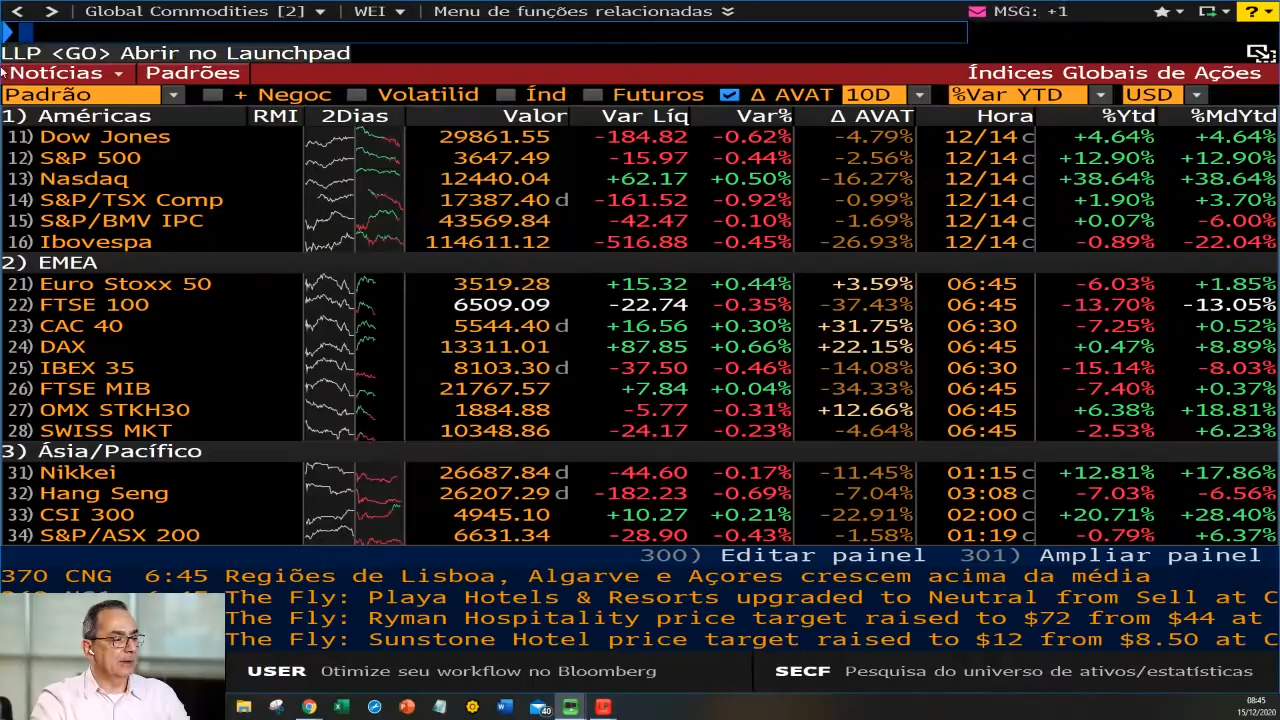 Global Commodities [2] WEI Menu de funções relacionadas MSG: +1 ?
LLP <GO> Abrir no Launchpad
Notícias Padrões Índices Globais de Ações
Padrão + Negoc Volatilid Índ Futuros Δ AVAT 10D %Var YTD USD
1) Américas RMI 2Dias Valor Var Líq Var% Δ AVAT Hora %Ytd %MdYtd
11) Dow Jones 29861.55 -184.82 -0.62% -4.79% 12/14 c +4.64% +4.64%
12) S&P 500 3647.49 -15.97 -0.44% -2.56% 12/14 c +12.90% +12.90%
13) Nasdaq 12440.04 +62.17 +0.50% -16.27% 12/14 c +38.64% +38.64%
14) S&P/TSX Comp 17387.40 d -161.52 -0.92% -0.99% 12/14 c +1.90% +3.70%
15) S&P/BMV IPC 43569.84 -42.47 -0.10% -1.69% 12/14 c +0.07% -6.00%
16) Ibovespa 114611.12 -516.88 -0.45% -26.93% 12/14 c -0.89% -22.04%
2) EMEA
21) Euro Stoxx 50 3519.28 +15.32 +0.44% +3.59% 06:45 -6.03% +1.85%
22) FTSE 100 6509.09 -22.74 -0.35% -37.43% 06:45 -13.70% -13.05%
23) CAC 40 5544.40 d +16.56 +0.30% +31.75% 06:30 -7.25% +0.52%
24) DAX 13311.01 +87.85 +0.66% +22.15% 06:45 +0.47% +8.89%
25) IBEX 35 8103.30 d -37.50 -0.46% -14.08% 06:30 -15.14% -8.03%
26) FTSE MIB 21767.57 +7.84 +0.04% -34.33% 06:45 -7.40% +0.37%
27) OMX STKH30 1884.88 -5.77 -0.31% +12.66% 06:45 +6.38% +18.81%
28) SWISS MKT 10348.86 -24.17 -0.23% -4.64% 06:45 -2.53% +6.23%
3) Ásia/Pacífico
31) Nikkei 26687.84 d -44.60 -0.17% -11.45% 01:15 c +12.81% +17.86%
32) Hang Seng 26207.29 d -182.23 -0.69% -7.04% 03:08 c -7.03% -6.56%
33) CSI 300 4945.10 +10.27 +0.21% -22.91% 02:00 c +20.71% +28.40%
34) S&P/ASX 200 6631.34 -28.90 -0.43% -1.58% 01:19 c -0.79% +6.37%
300) Editar painel 301) Ampliar painel
370 CNG 6:45 Regiões de Lisboa, Algarve e Açores crescem acima da média
The Fly: Playa Hotels & Resorts upgraded to Neutral from Sell at
The Fly: Ryman Hospitality price target raised to $72 from $44 at
The Fly: Sunstone Hotel price target raised to $12 from $8.50 at
USER Otimize seu workflow no Bloomberg SECF Pesquisa do universo de ativos/estatísticas
40
08:45
15/12/2020